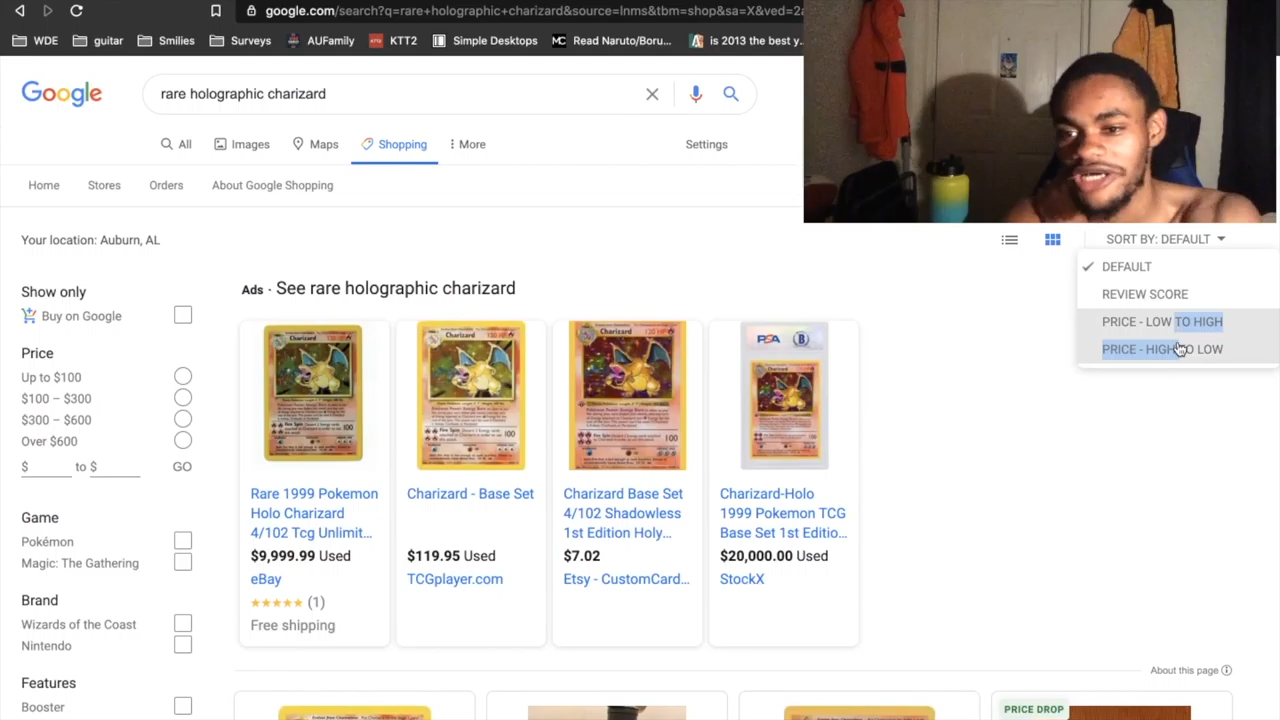 google.com/search?q=rare+holographic+charizard&source=lnms&tbm=shop&sa=X&ved=2a
WDE
guitar
Smilies
Surveys
AUFamily
KTT2
Simple Desktops
Read Naruto/Boru...
is 2013 the best y...
Google
rare holographic charizard
All
Images
Maps
Shopping
More
Settings
Home
Stores
Orders
About Google Shopping
Your location: Auburn, AL
SORT BY: DEFAULT
DEFAULT
REVIEW SCORE
PRICE - LOW TO HIGH
PRICE - HIGH TO LOW
Show only
Buy on Google
Price
Up to $100
$100 – $300
$300 – $600
Over $600
$ to $ GO
Game
Pokémon
Magic: The Gathering
Brand
Wizards of the Coast
Nintendo
Features
Booster
Ads · See rare holographic charizard
Charizard
100
Rare 1999 Pokemon
Holo Charizard
4/102 Tcg Unlimit...
$9,999.99 Used
eBay
(1)
Free shipping
Charizard
100
Charizard - Base Set
$119.95 Used
TCGplayer.com
Charizard
100
Charizard Base Set
4/102 Shadowless
1st Edition Holy...
$7.02
Etsy - CustomCard...
PSA
Charizard-Holo
1999 Pokemon TCG
Base Set 1st Editio...
$20,000.00 Used
StockX
About this page
PRICE DROP